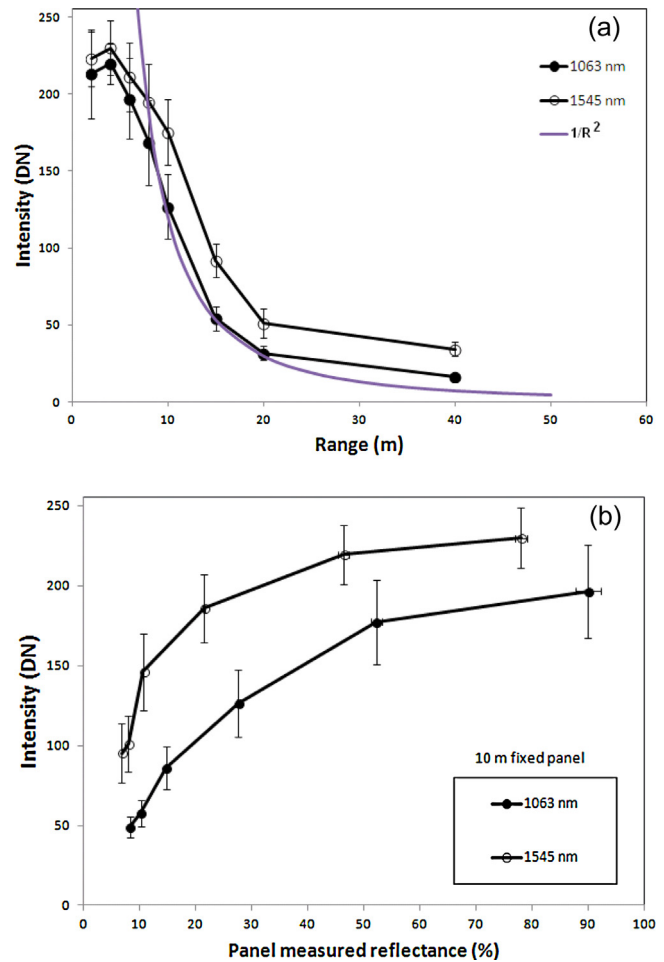 (a)
250
200
150
100
50
0
Intensity (DN)
1063 nm
1545 nm
1/R 2
0 10 20 30 40 50 60
Range (m)
(b)
250
200
150
100
50
0
Intensity (DN)
10 m fixed panel
1063 nm
1545 nm
0 10 20 30 40 50 60 70 80 90 100
Panel measured reflectance (%)